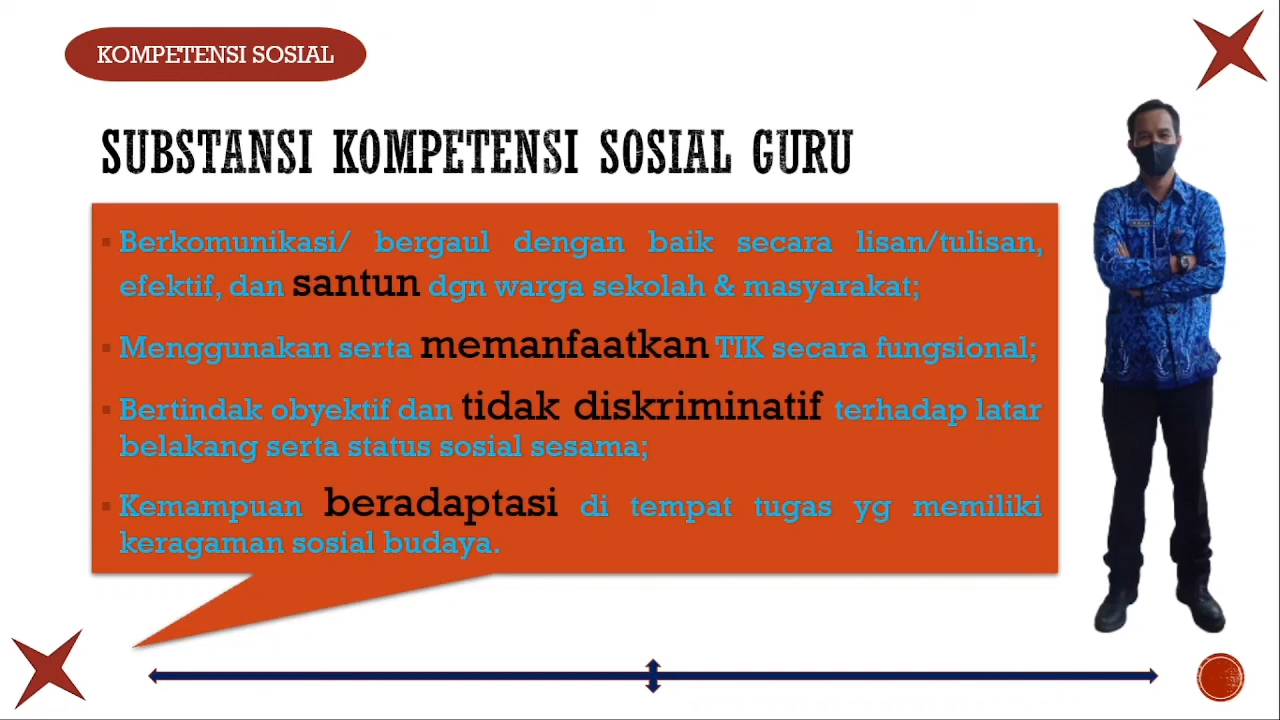 KOMPETENSI SOSIAL
SUBSTANSI KOMPETENSI SOSIAL GURU
Berkomunikasi/ bergaul dengan baik secara lisan/tulisan,
efektif, dan santun dgn warga sekolah & masyarakat;
Menggunakan serta memanfaatkan TIK secara fungsional;
Bertindak obyektif dan tidak diskriminatif terhadap latar
belakang serta status sosial sesama;
Kemampuan beradaptasi di tempat tugas yg memiliki
keragaman sosial budaya.